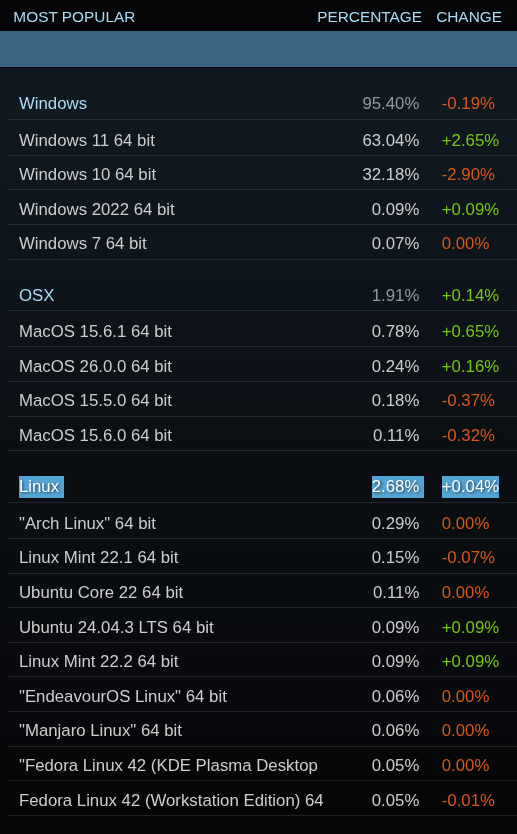 MOST POPULAR PERCENTAGE CHANGE
Windows 95.40% -0.19%
Windows 11 64 bit 63.04% +2.65%
Windows 10 64 bit 32.18% -2.90%
Windows 2022 64 bit 0.09% +0.09%
Windows 7 64 bit 0.07% 0.00%
OSX 1.91% +0.14%
MacOS 15.6.1 64 bit 0.78% +0.65%
MacOS 26.0.0 64 bit 0.24% +0.16%
MacOS 15.5.0 64 bit 0.18% -0.37%
MacOS 15.6.0 64 bit 0.11% -0.32%
Linux 2.68% +0.04%
"Arch Linux" 64 bit 0.29% 0.00%
Linux Mint 22.1 64 bit 0.15% -0.07%
Ubuntu Core 22 64 bit 0.11% 0.00%
Ubuntu 24.04.3 LTS 64 bit 0.09% +0.09%
Linux Mint 22.2 64 bit 0.09% +0.09%
"EndeavourOS Linux" 64 bit 0.06% 0.00%
"Manjaro Linux" 64 bit 0.06% 0.00%
"Fedora Linux 42 (KDE Plasma Desktop 0.05% 0.00%
Fedora Linux 42 (Workstation Edition) 64 0.05% -0.01%